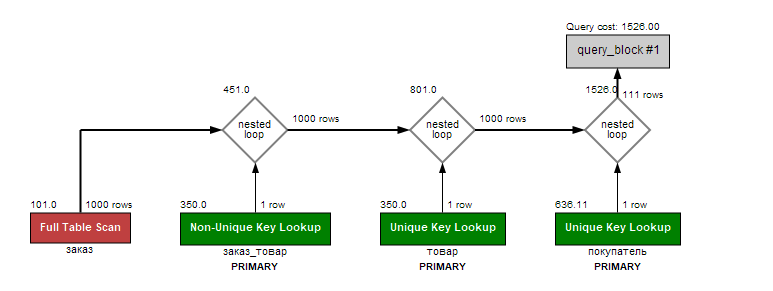 Query cost: 1526.00
query_block #1
451.0
801.0
1526.0
111 rows
nested
loop
1000 rows
nested
loop
1000 rows
nested
loop
101.0
1000 rows
350.0
1 row
350.0
1 row
636.11
1 row
Full Table Scan
Non-Unique Key Lookup
Unique Key Lookup
Unique Key Lookup
заказ
заказ_товар
товар
покупатель
PRIMARY
PRIMARY
PRIMARY